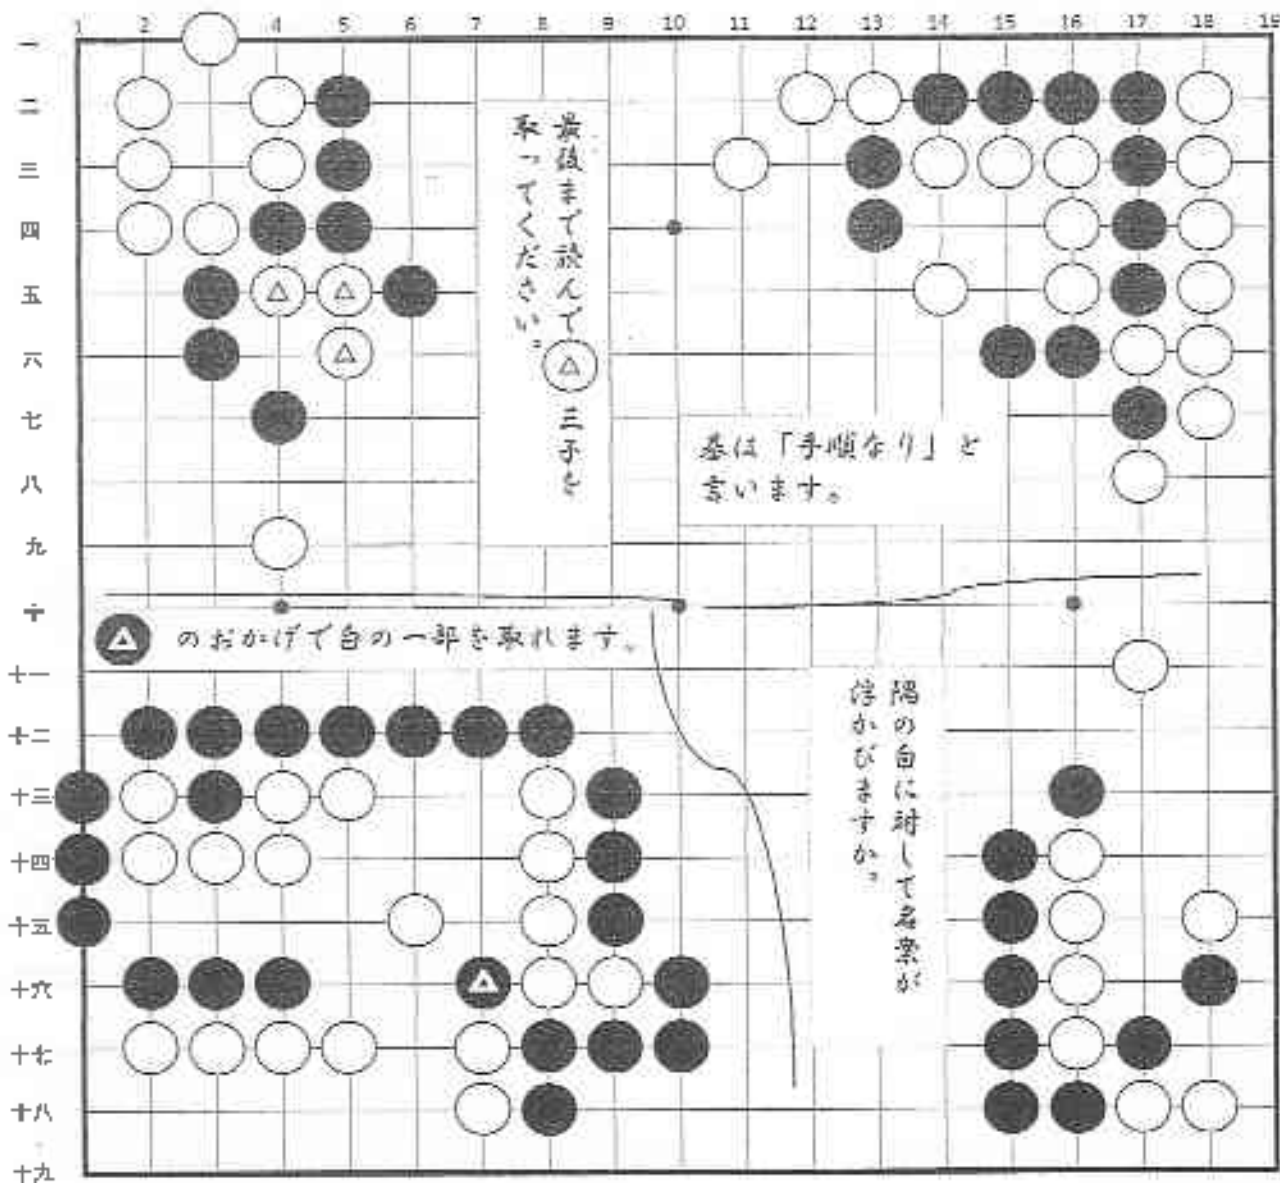 1 2 3 4 5 6 7 8 9 10 11 12 13 14 15 16 17 18 19
一
二
三
四
五
六
七
八
九
十
十一
十二
十三
十四
十五
十六
十七
十八
十九
最後まで読んで△三子を
取ってください。
碁は「手順なり」と
言います。
▲のおかげで白の一部を取れます。
隅の白に対して名案が
浮かびますか。